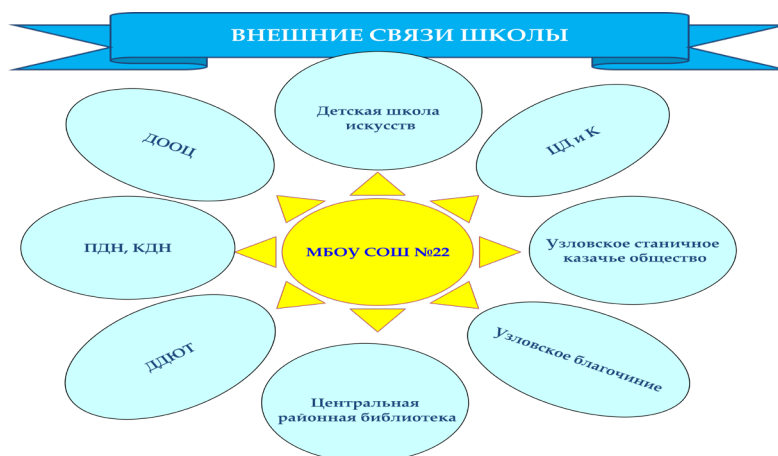 ВНЕШНИЕ СВЯЗИ ШКОЛЫ
Детская школа
искусств
ДООЦ
ЦД и К
ПДН, КДН
МБОУ СОШ №22
Узловское станичное
казачье общество
ДДЮТ
Узловское благочиние
Центральная
районная библиотека